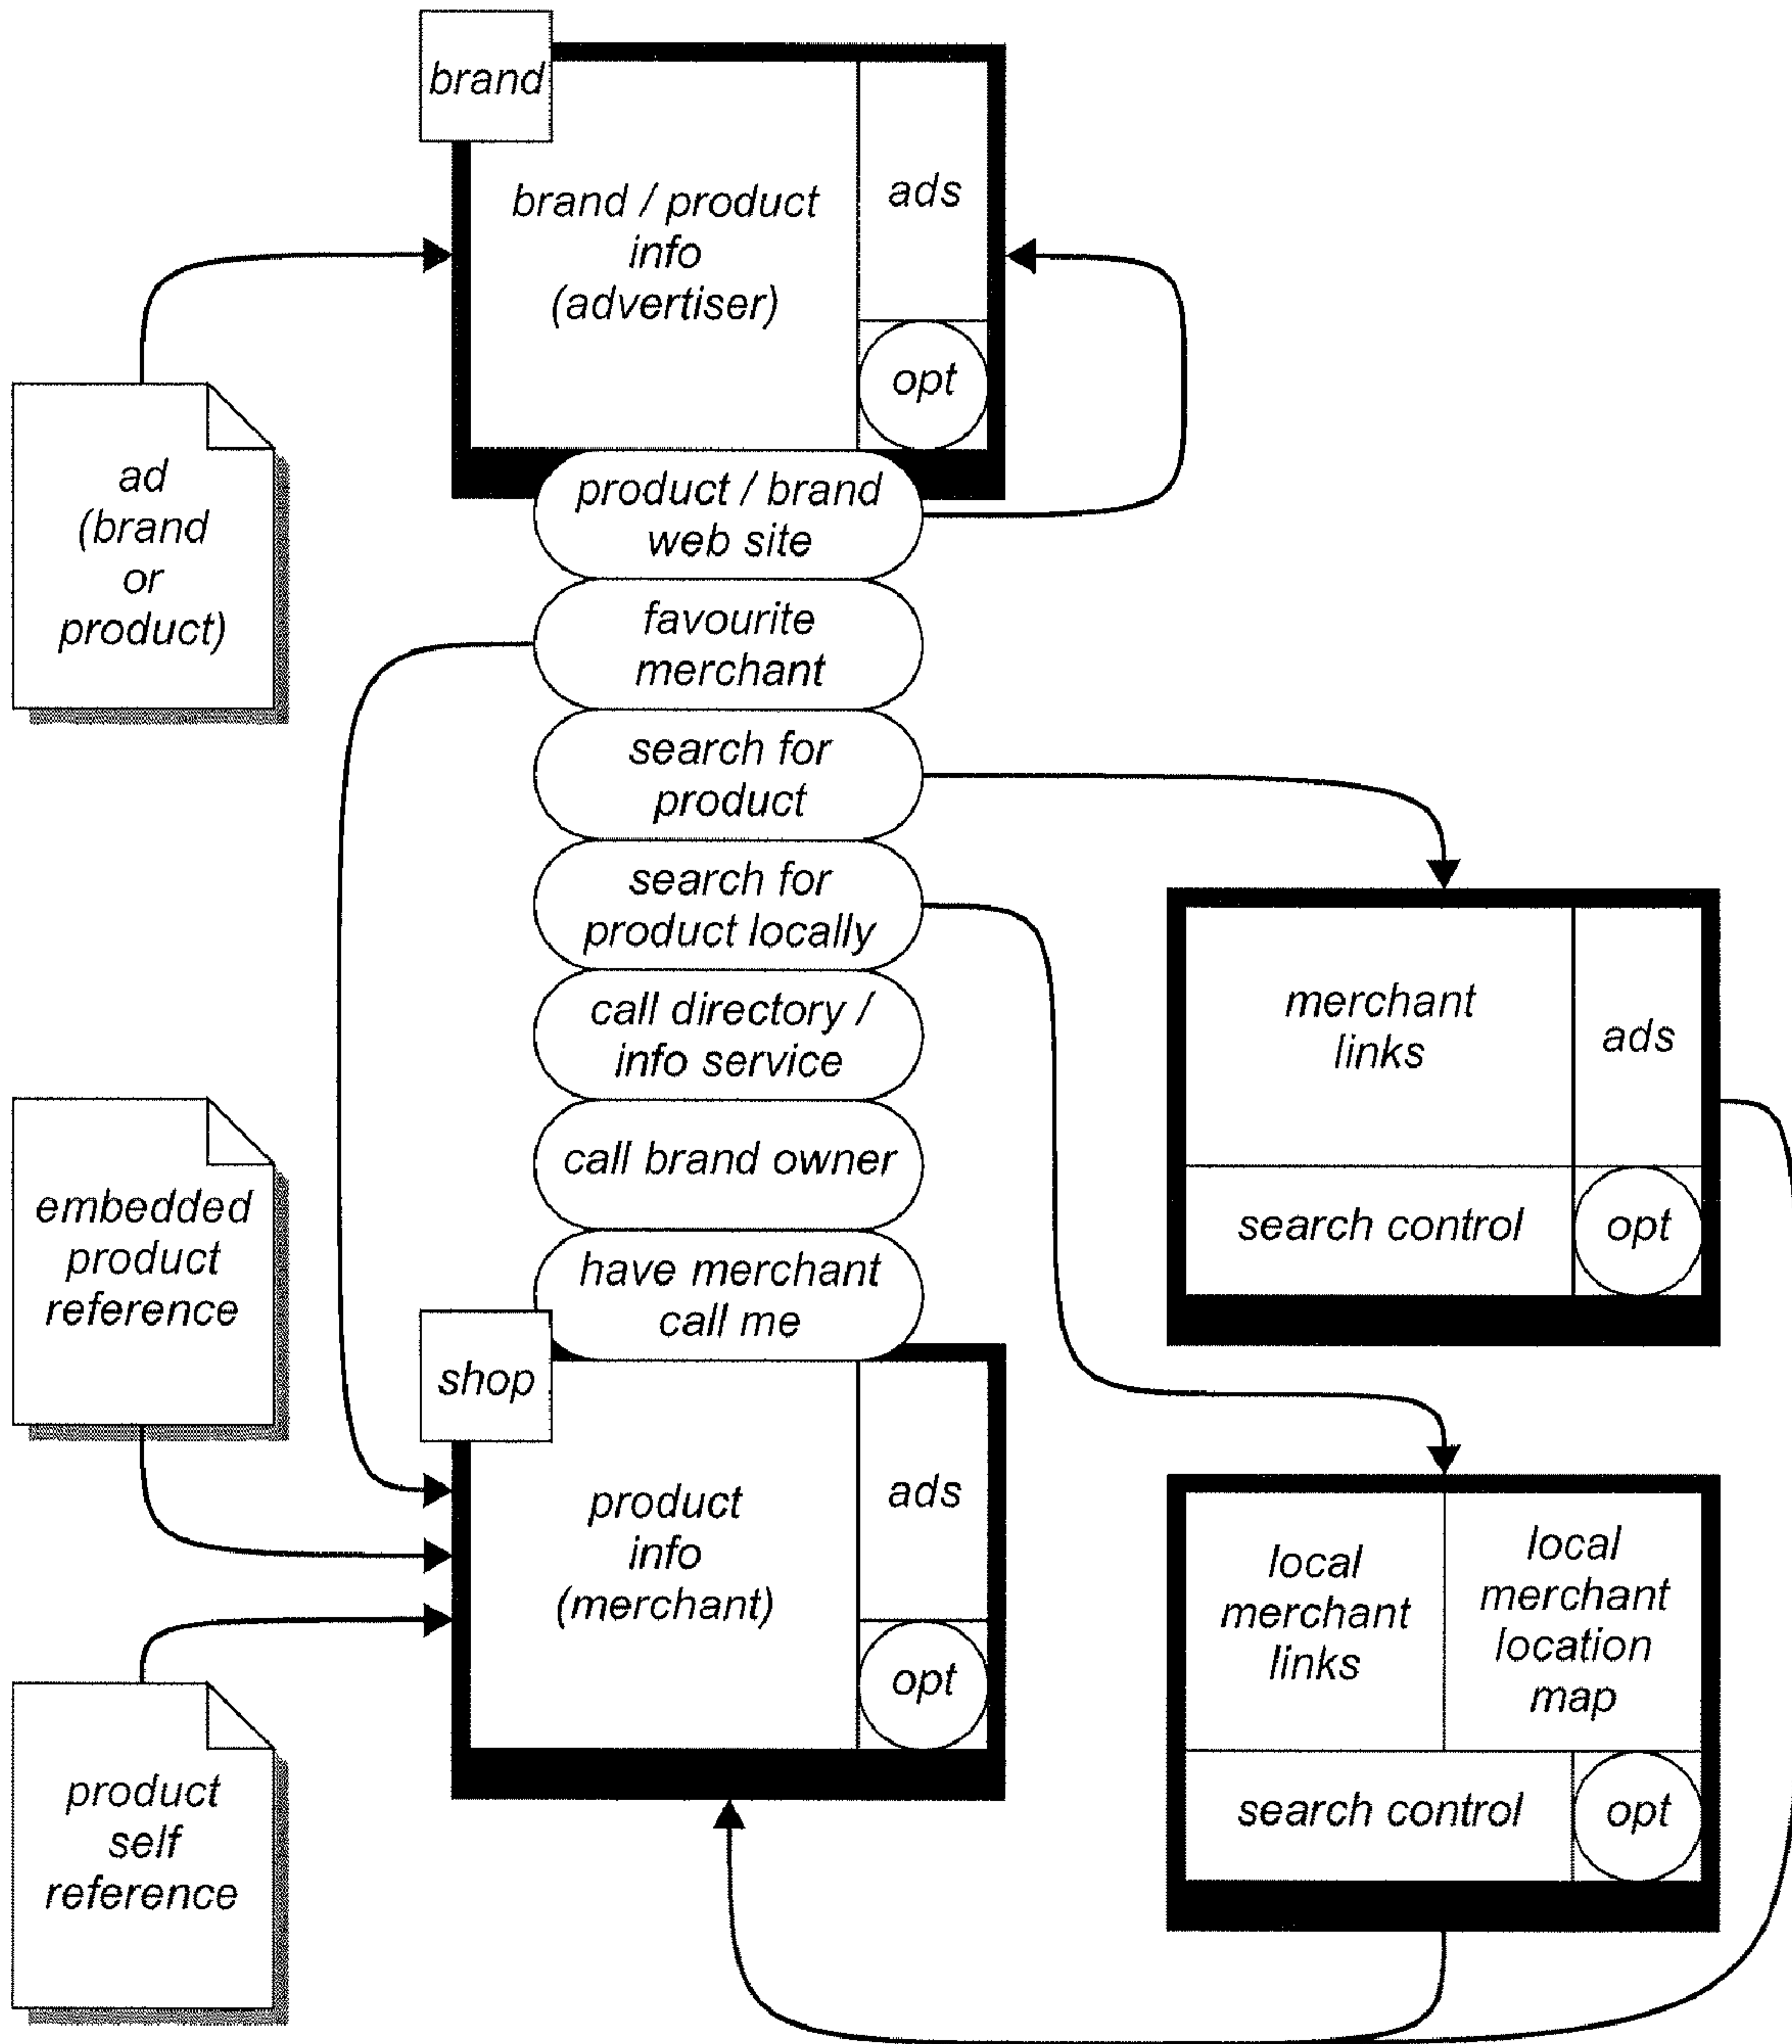 brand
brand / product
info
(advertiser)
ads
opt
ad
(brand
or
product)
product / brand
web site
favourite
merchant
search for
product
search for
product locally
call directory /
info service
call brand owner
have merchant
call me
merchant
links
ads
search control
opt
embedded
product
reference
shop
product
info
(merchant)
ads
opt
local
merchant
links
local
merchant
location
map
search control
opt
product
self
reference